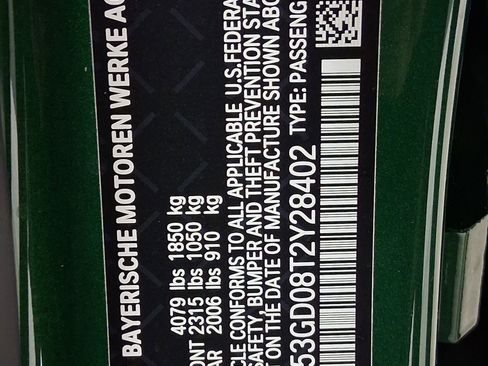 BAYERISCHE MOTOREN WERKE AG
4079 lbs 1850 kg
ONT 2315 lbs 1050 kg
AR 2006 lbs 910 kg
CLE CONFORMS TO ALL APPLICABLE U.S.FEDERA
SAFETY, BUMPER AND THEFT PREVENTION STA
T ON THE DATE OF MANUFACTURE SHOWN ABO
53GD08T2Y28402 TYPE: PASSENG